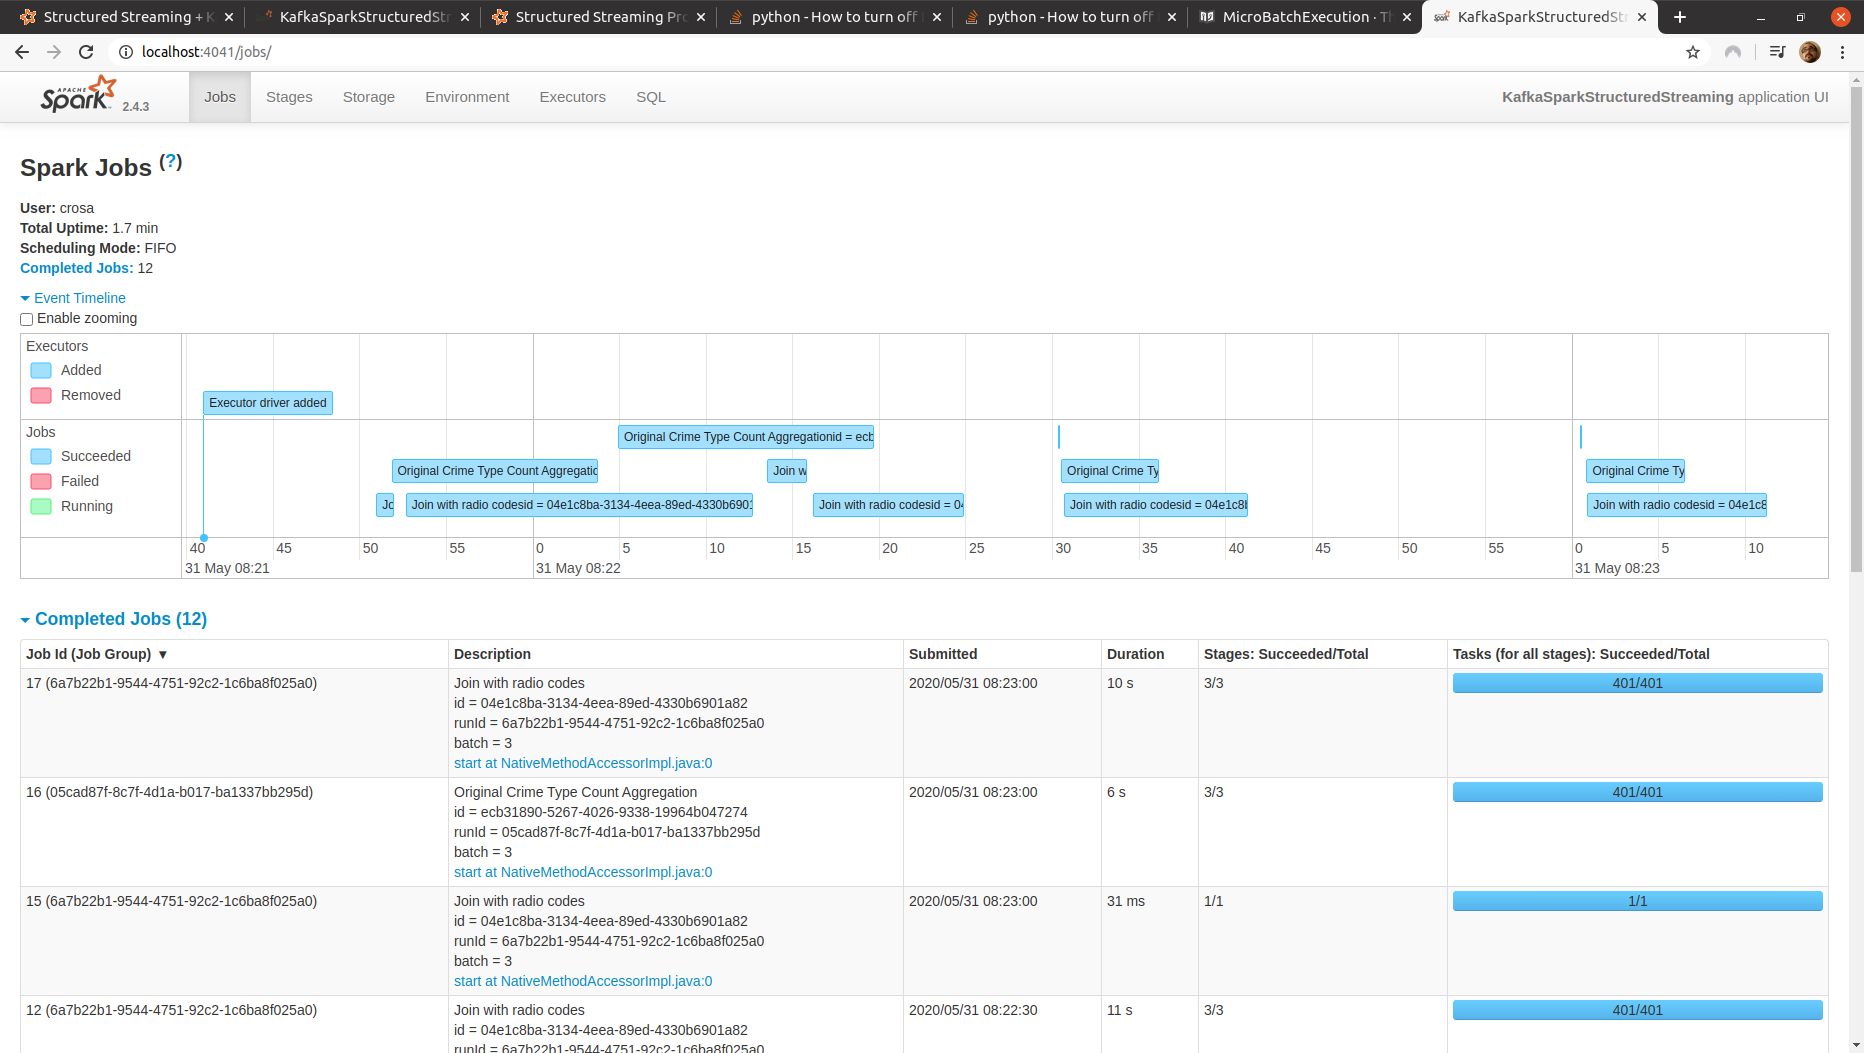 Structured Streaming + K
KafkaSparkStructuredStr
Structured Streaming Pro
python - How to turn off
python - How to turn off
MicroBatchExecution · Th
KafkaSparkStructuredStr
localhost:4041/jobs/
APACHE Spark 2.4.3
Jobs
Stages
Storage
Environment
Executors
SQL
KafkaSparkStructuredStreaming application UI
Spark Jobs (?)
User: crosa
Total Uptime: 1.7 min
Scheduling Mode: FIFO
Completed Jobs: 12
Event Timeline
Enable zooming
Executors
Added
Removed
Executor driver added
Jobs
Succeeded
Failed
Running
Original Crime Type Count Aggregationid = ecb
Original Crime Type Count Aggregatio
Join w
Original Crime Ty
Original Crime Ty
Jo
Join with radio codesid = 04e1c8ba-3134-4eea-89ed-4330b6901
Join with radio codesid = 04
Join with radio codesid = 04e1c8b
Join with radio codesid = 04e1c8
40 45 50 55 0 5 10 15 20 25 30 35 40 45 50 55 0 5 10
31 May 08:21 31 May 08:22 31 May 08:23
Completed Jobs (12)
Job Id (Job Group) ▼ Description Submitted Duration Stages: Succeeded/Total Tasks (for all stages): Succeeded/Total
17 (6a7b22b1-9544-4751-92c2-1c6ba8f025a0) Join with radio codes 2020/05/31 08:23:00 10 s 3/3 401/401
id = 04e1c8ba-3134-4eea-89ed-4330b6901a82
runId = 6a7b22b1-9544-4751-92c2-1c6ba8f025a0
batch = 3
start at NativeMethodAccessorImpl.java:0
16 (05cad87f-8c7f-4d1a-b017-ba1337bb295d) Original Crime Type Count Aggregation 2020/05/31 08:23:00 6 s 3/3 401/401
id = ecb31890-5267-4026-9338-19964b047274
runId = 05cad87f-8c7f-4d1a-b017-ba1337bb295d
batch = 3
start at NativeMethodAccessorImpl.java:0
15 (6a7b22b1-9544-4751-92c2-1c6ba8f025a0) Join with radio codes 2020/05/31 08:23:00 31 ms 1/1 1/1
id = 04e1c8ba-3134-4eea-89ed-4330b6901a82
runId = 6a7b22b1-9544-4751-92c2-1c6ba8f025a0
batch = 3
start at NativeMethodAccessorImpl.java:0
12 (6a7b22b1-9544-4751-92c2-1c6ba8f025a0) Join with radio codes 2020/05/31 08:22:30 11 s 3/3 401/401
id = 04e1c8ba-3134-4eea-89ed-4330b6901a82
runId = 6a7b22b1-9544-4751-92c2-1c6ba8f025a0